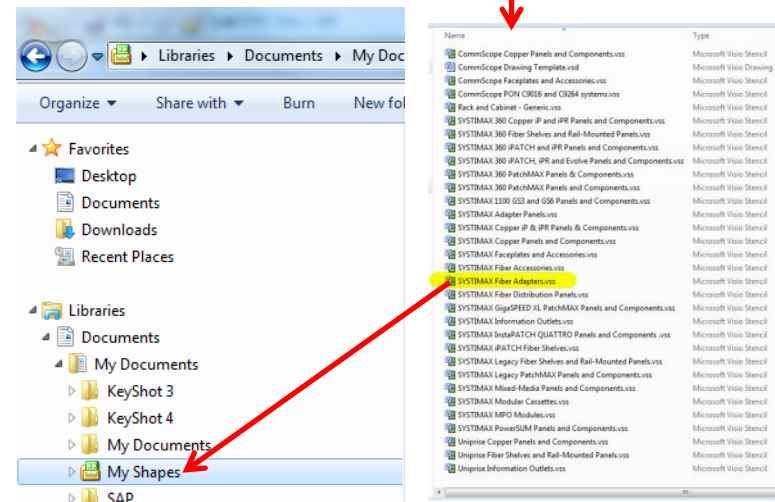 Libraries Documents My Doc
Organize Share with Burn New fol
Favorites
Desktop
Documents
Downloads
Recent Places
Libraries
Documents
My Documents
KeyShot 3
KeyShot 4
My Documents
My Shapes
SAP
Name Type
CommScope Copper Panels and Components.vss Microsoft Visio Stencil
CommScope Drawing Template.vsd Microsoft Visio Drawing
CommScope Faceplates and Accessories.vss Microsoft Visio Stencil
CommScope PON C9016 and C9264 systems.vss Microsoft Visio Stencil
Rack and Cabinet - Generic.vss Microsoft Visio Stencil
SYSTIMAX 360 Copper iP and iPR Panels and Components.vss Microsoft Visio Stencil
SYSTIMAX 360 Fiber Shelves and Rail-Mounted Panels.vss Microsoft Visio Stencil
SYSTIMAX 360 iPATCH and iPR Panels and Components.vss Microsoft Visio Stencil
SYSTIMAX 360 iPATCH, iPR and Evolve Panels and Components.vss Microsoft Visio Stencil
SYSTIMAX 360 PatchMAX Panels & Components.vss Microsoft Visio Stencil
SYSTIMAX 360 PatchMAX Panels and Components.vss Microsoft Visio Stencil
SYSTIMAX 1100 GS3 and GS6 Panels and Components.vss Microsoft Visio Stencil
SYSTIMAX Adapter Panels.vss Microsoft Visio Stencil
SYSTIMAX Copper iP & iPR Panels & Components.vss Microsoft Visio Stencil
SYSTIMAX Copper Panels and Components.vss Microsoft Visio Stencil
SYSTIMAX Faceplates and Accessories.vss Microsoft Visio Stencil
SYSTIMAX Fiber Accessories.vss Microsoft Visio Stencil
SYSTIMAX Fiber Adapters.vss Microsoft Visio Stencil
SYSTIMAX Fiber Distribution Panels.vss Microsoft Visio Stencil
SYSTIMAX GigaSPEED XL PatchMAX Panels and Components.vss Microsoft Visio Stencil
SYSTIMAX Information Outlets.vss Microsoft Visio Stencil
SYSTIMAX InstaPATCH QUATTRO Panels and Components .vss Microsoft Visio Stencil
SYSTIMAX iPATCH Fiber Shelves.vss Microsoft Visio Stencil
SYSTIMAX Legacy Fiber Shelves and Rail-Mounted Panels.vss Microsoft Visio Stencil
SYSTIMAX Legacy PatchMAX Panels and Components.vss Microsoft Visio Stencil
SYSTIMAX Mixed-Media Panels and Components.vss Microsoft Visio Stencil
SYSTIMAX Modular Cassettes.vss Microsoft Visio Stencil
SYSTIMAX MPO Modules.vss Microsoft Visio Stencil
SYSTIMAX PowerSUM Panels and Components.vss Microsoft Visio Stencil
Uniprise Copper Panels and Components.vss Microsoft Visio Stencil
Uniprise Fiber Shelves and Rail-Mounted Panels.vss Microsoft Visio Stencil
Uniprise Information Outlets.vss Microsoft Visio Stencil